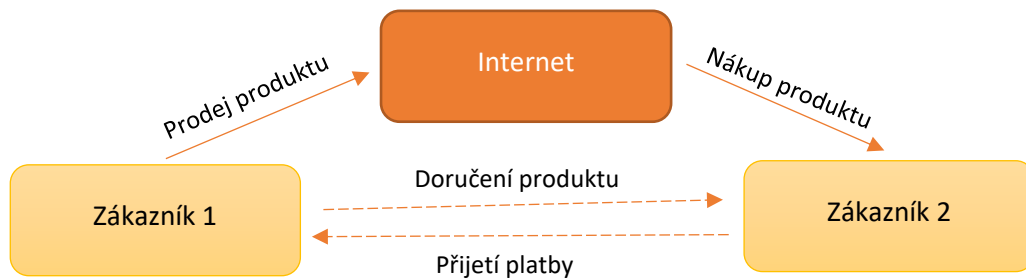 Internet
Prodej produktu
Nákup produktu
Doručení produktu
Zákazník 1
Zákazník 2
Přijetí platby